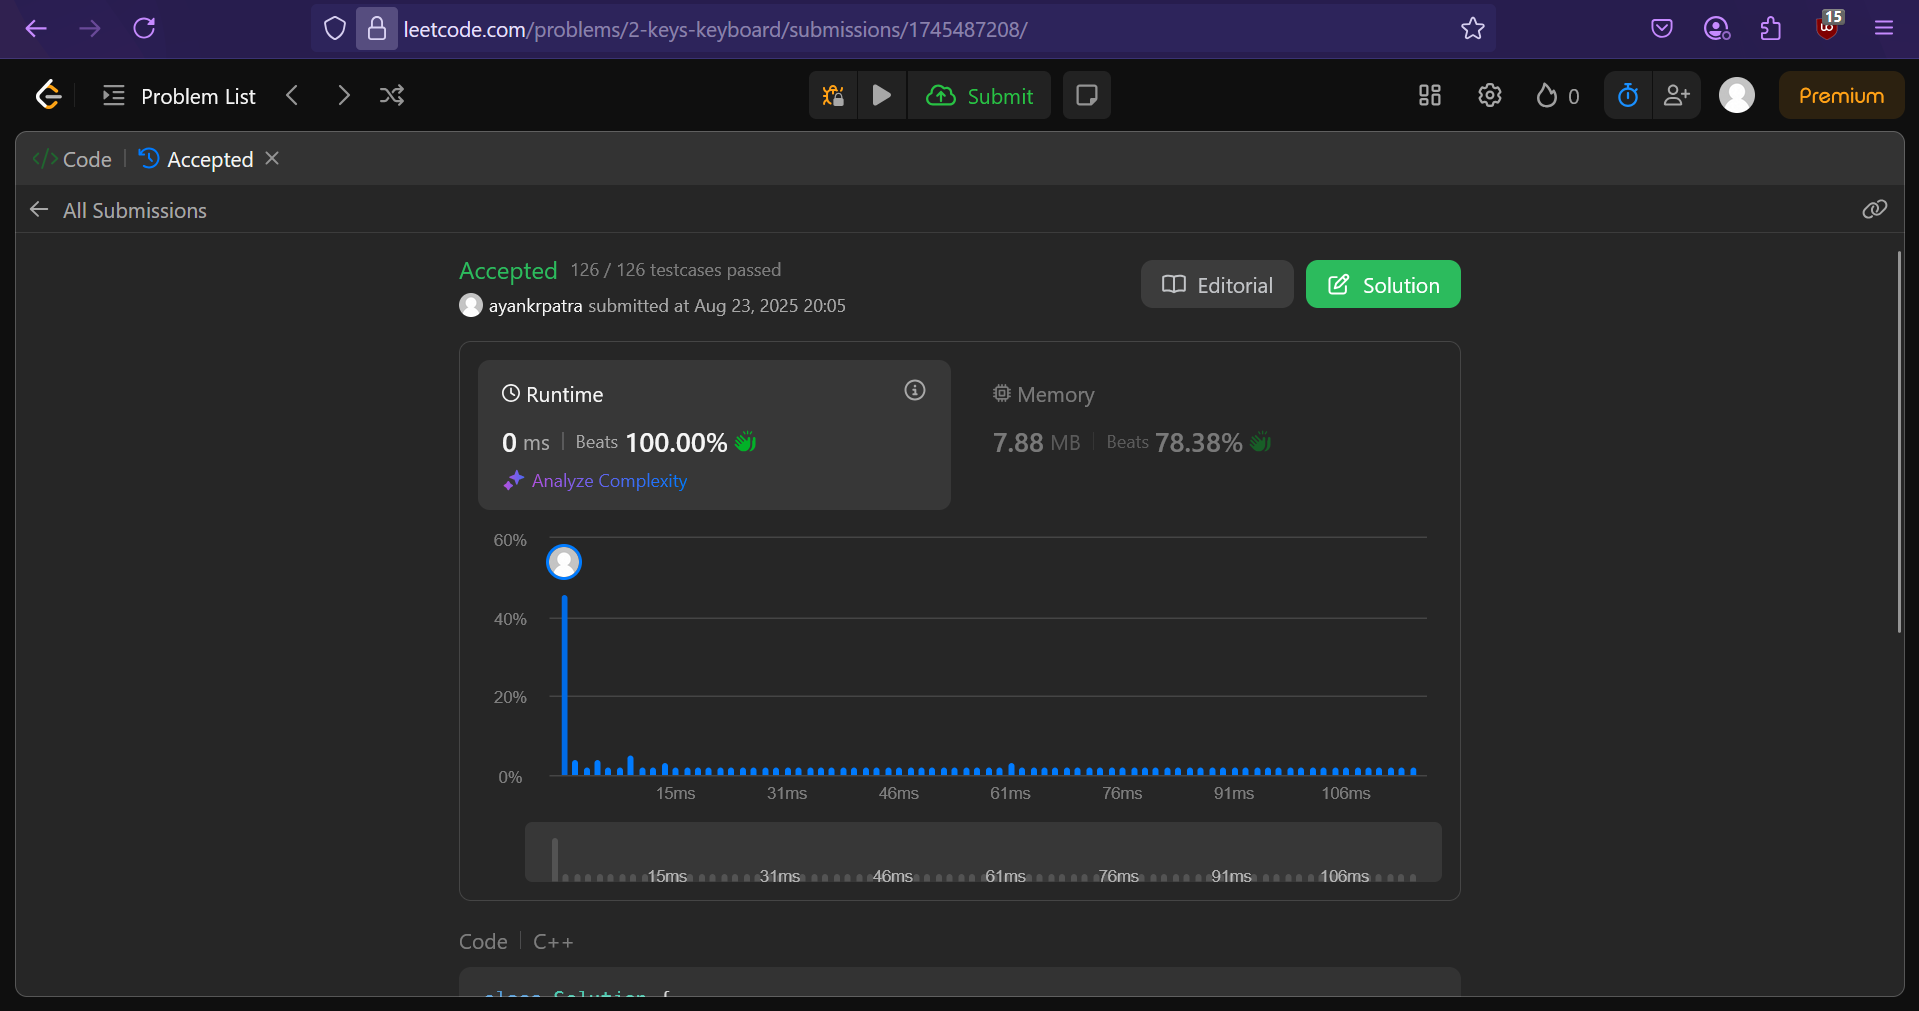 leetcode.com/problems/2-keys-keyboard/submissions/1745487208/
15
Problem List
Submit
0
Premium
</> Code
Accepted
All Submissions
Accepted 126 / 126 testcases passed
ayankrpatra submitted at Aug 23, 2025 20:05
Editorial
Solution
Runtime
0 ms | Beats 100.00%
Analyze Complexity
Memory
7.88 MB | Beats 78.38%
60%
40%
20%
0%
15ms 31ms 46ms 61ms 76ms 91ms 106ms
15ms 31ms 46ms 61ms 76ms 91ms 106ms
Code | C++
class Solution {